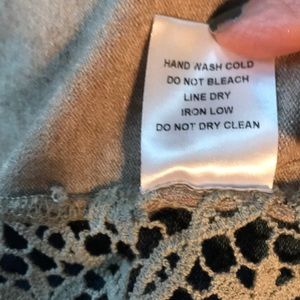 HAND WASH COLD
DO NOT BLEACH
LINE DRY
IRON LOW
DO NOT DRY CLEAN